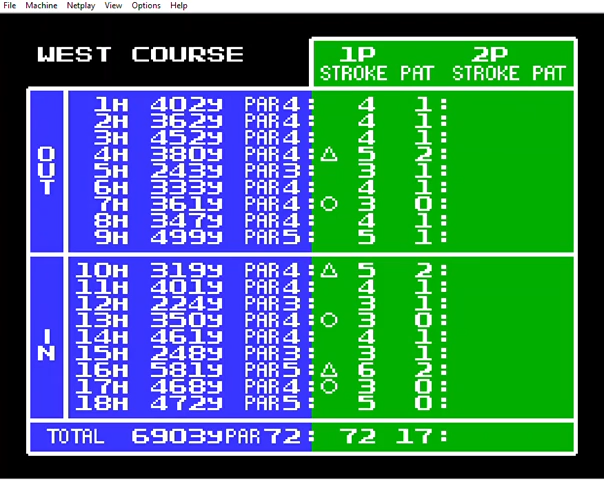 File Machine Netplay View Options Help
WEST COURSE
1P 2P
STROKE PAT STROKE PAT
OUT
1H 402y PAR4: 4 1:
2H 362y PAR4: 4 1:
3H 452y PAR4: 4 1:
4H 380y PAR4: △ 5 2:
5H 243y PAR3: 3 1:
6H 333y PAR4: 4 1:
7H 361y PAR4: ○ 3 0:
8H 347y PAR4: 4 1:
9H 499y PAR5: 5 1:
IN
10H 319y PAR4: △ 5 2:
11H 401y PAR4: 4 1:
12H 224y PAR3: 3 1:
13H 350y PAR4: ○ 3 0:
14H 461y PAR4: 4 1:
15H 248y PAR3: 3 1:
16H 581y PAR5: △ 6 2:
17H 468y PAR4: ○ 3 0:
18H 472y PAR5: 5 0:
TOTAL 6903yPAR72: 72 17: